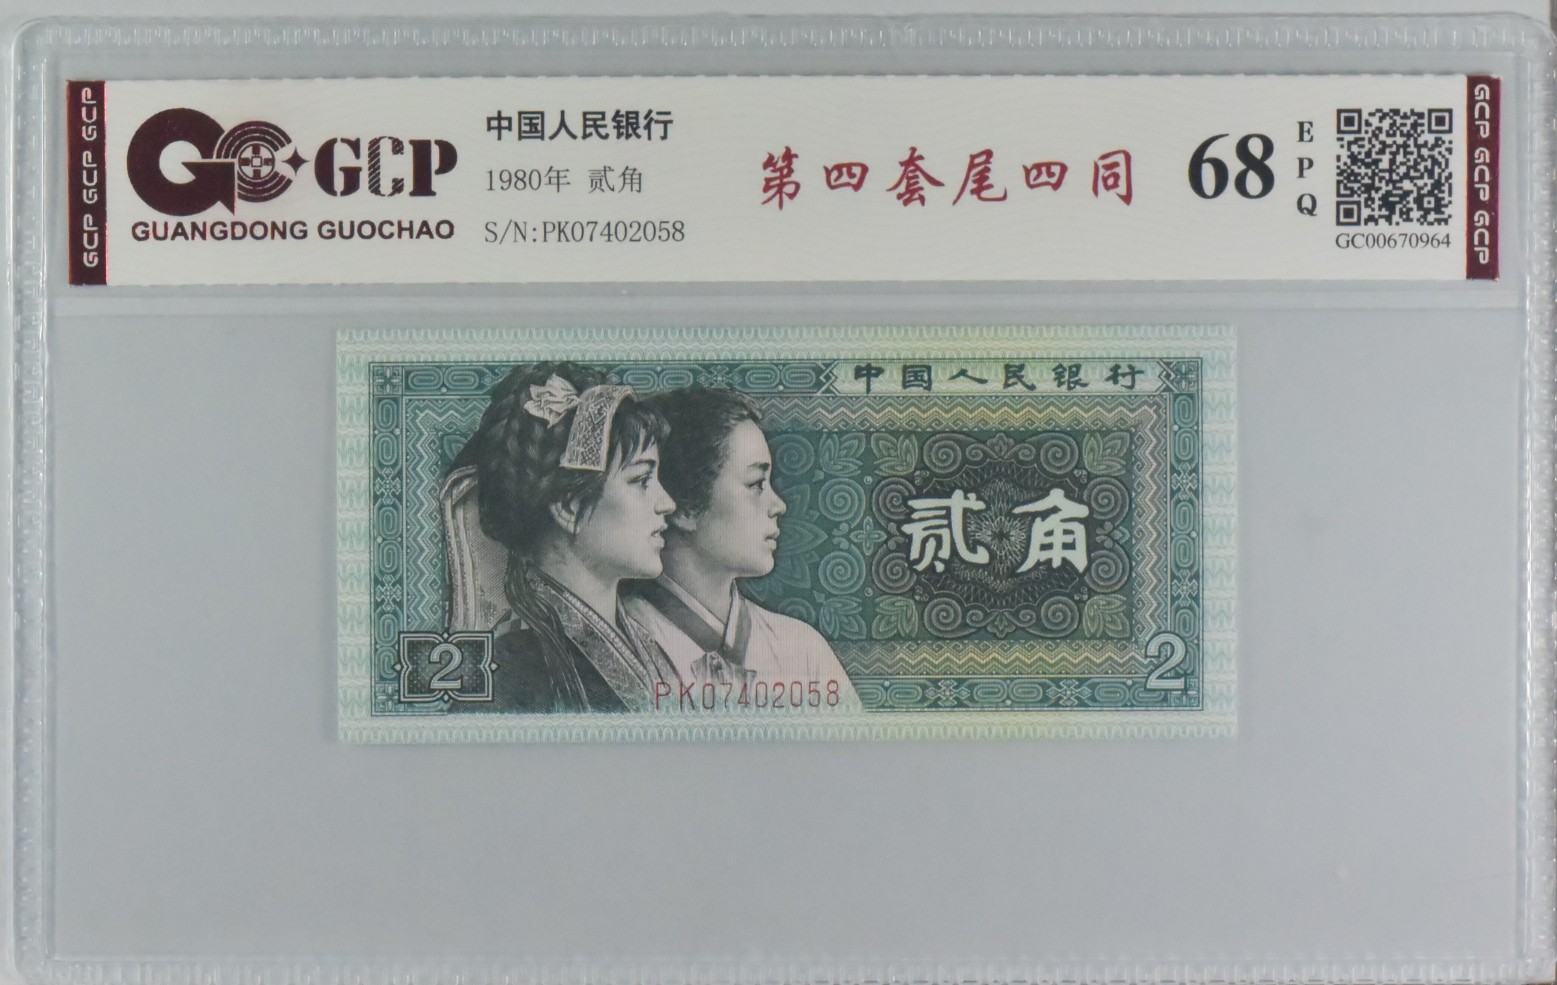 GCP GCP GCP
GCP
GUANGDONG GUOCHAO
中国人民银行
1980年 贰角
S/N:PK07402058
第四套尾四同
68
EPQ
GC00670964
GCP GCP GCP
中国人民银行
贰角
2
2
PK07402058